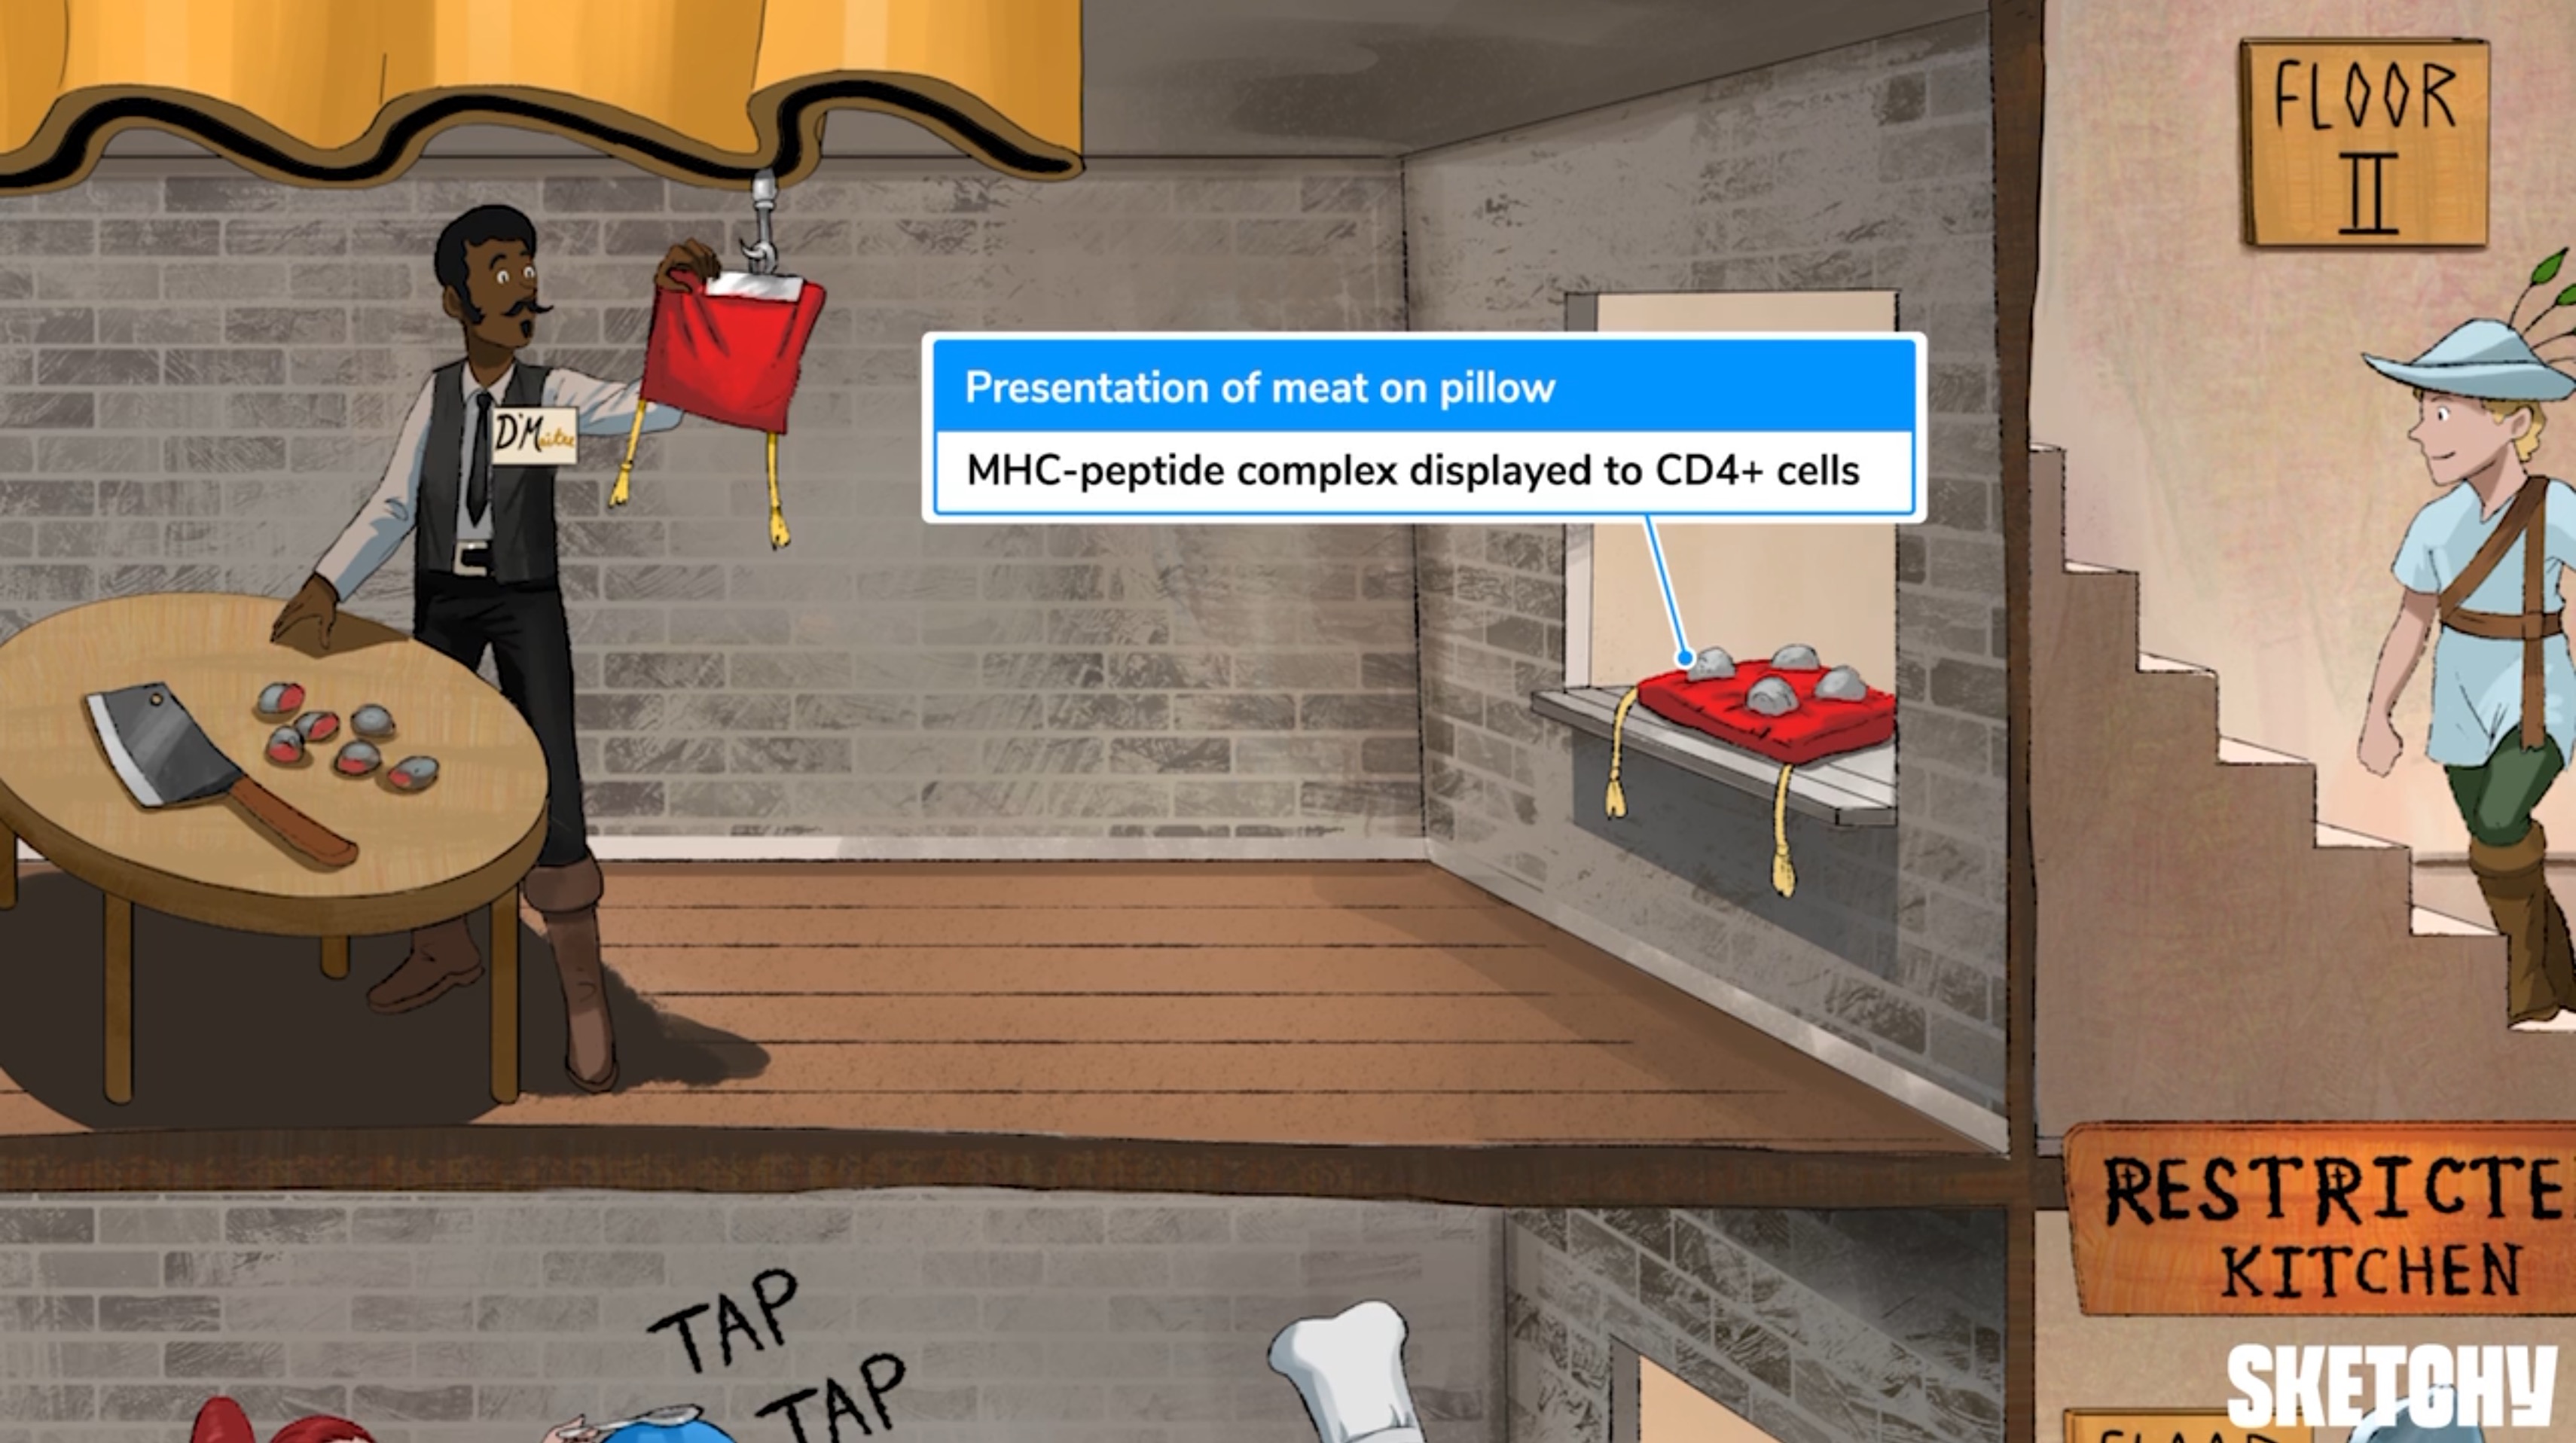 FLOOR
II
D'Maitre
Presentation of meat on pillow
MHC-peptide complex displayed to CD4+ cells
RESTRICTE
KITCHEN
TAP
TAP
SKETCHY